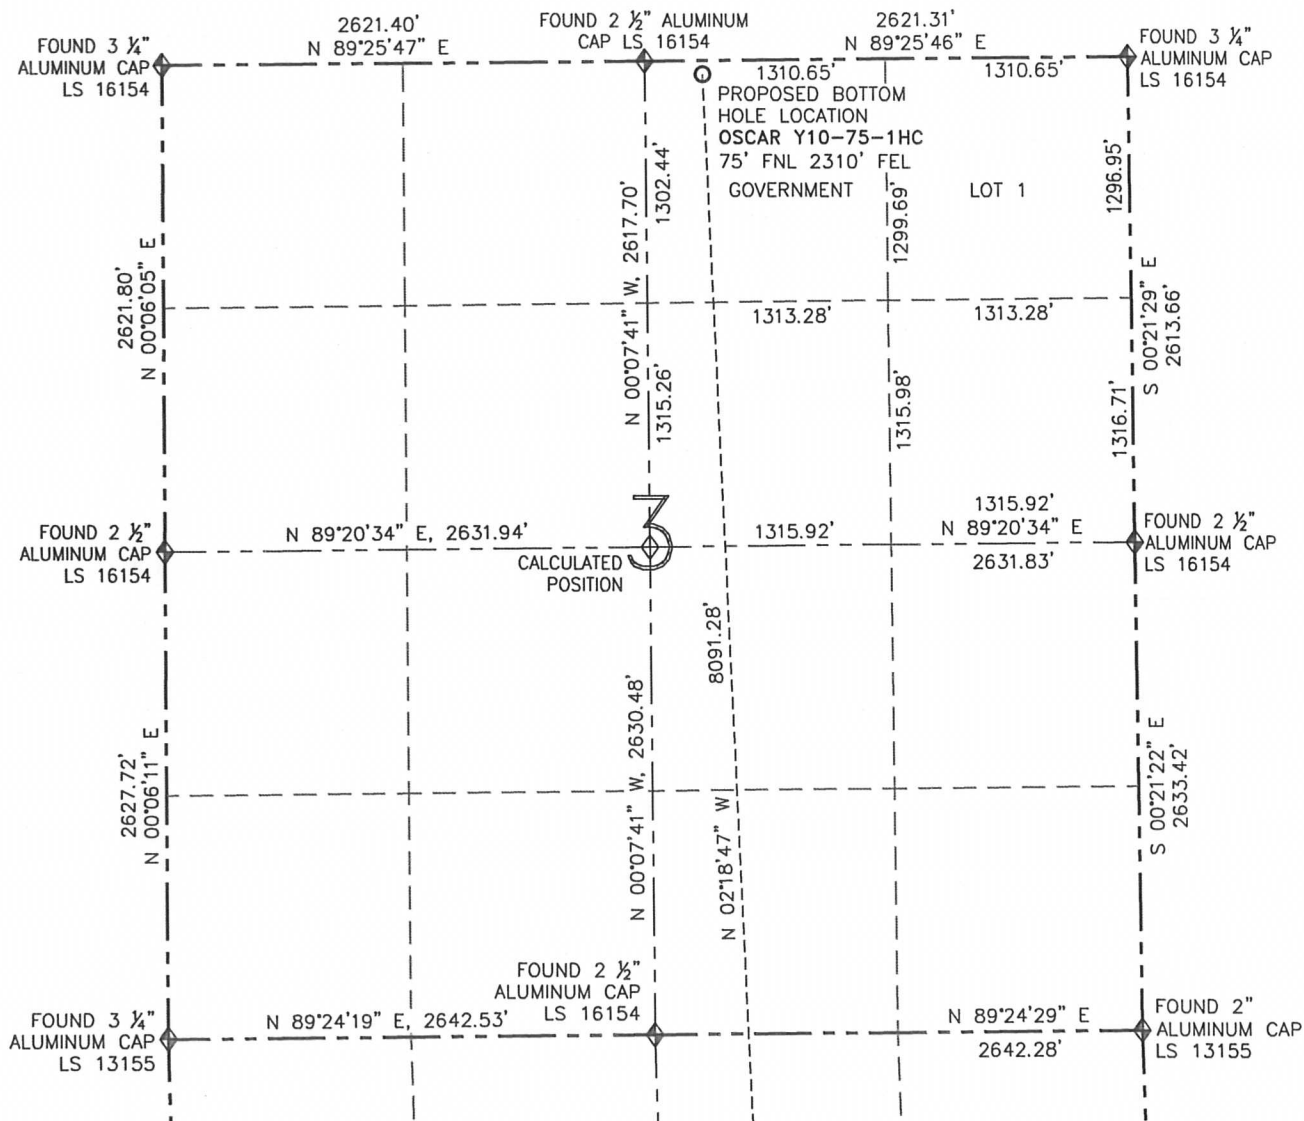 2621.40'
N 89°25'47" E
FOUND 2 ½" ALUMINUM
CAP LS 16154
2621.31'
N 89°25'46" E
FOUND 3 ¼"
ALUMINUM CAP
LS 16154
FOUND 3 ¼"
ALUMINUM CAP
LS 16154
1310.65'
1310.65'
PROPOSED BOTTOM
HOLE LOCATION
OSCAR Y10-75-1HC
75' FNL 2310' FEL
GOVERNMENT
LOT 1
2621.80'
N 00°06'05" E
N 00°07'41" W, 2617.70'
1302.44'
1299.69'
1296.95'
1313.28'
1313.28'
S 00°21'29" E
2613.66'
1315.26'
1315.98'
1316.71'
FOUND 2 ½"
ALUMINUM CAP
LS 16154
N 89°20'34" E, 2631.94'
3
CALCULATED
POSITION
1315.92'
1315.92'
N 89°20'34" E
2631.83'
FOUND 2 ½"
ALUMINUM CAP
LS 16154
8091.28'
N 02°18'47" W
2627.72'
N 00°06'11" E
N 00°07'41" W, 2630.48'
S 00°21'22" E
2633.42'
FOUND 3 ¼"
ALUMINUM CAP
LS 13155
N 89°24'19" E, 2642.53'
FOUND 2 ½"
ALUMINUM CAP
LS 16154
N 89°24'29" E
2642.28'
FOUND 2"
ALUMINUM CAP
LS 13155